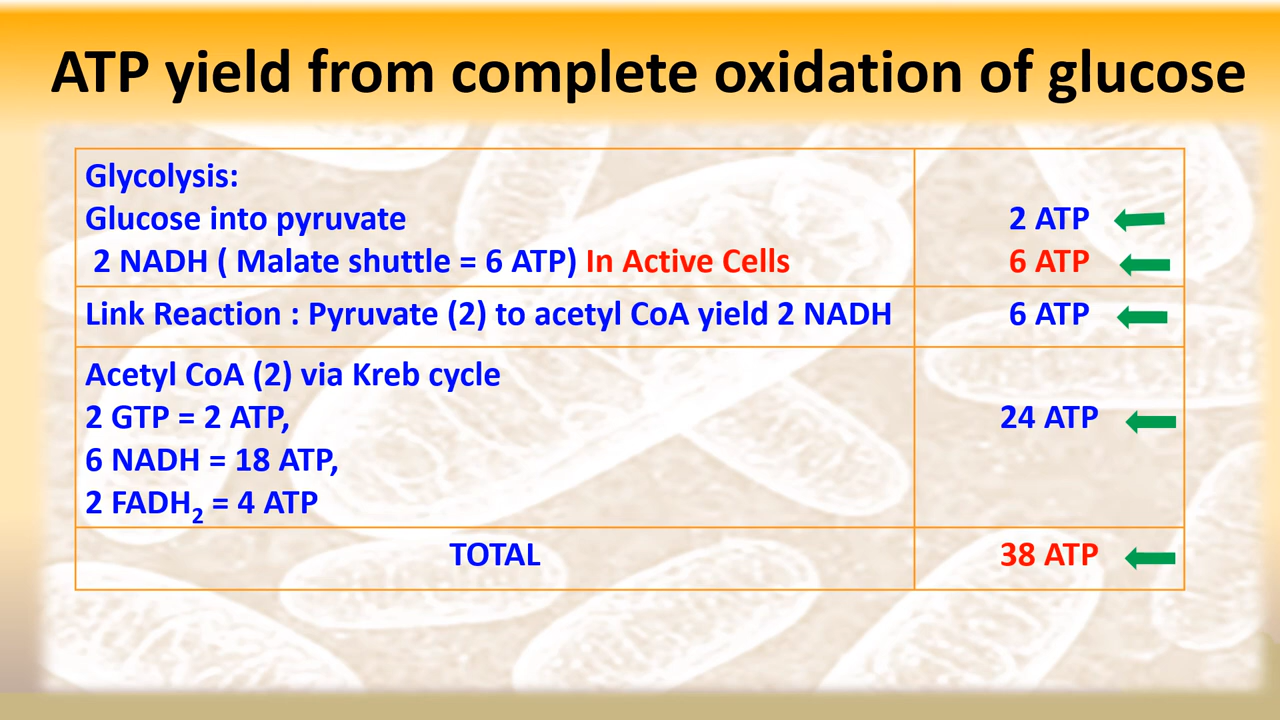 ATP yield from complete oxidation of glucose
Glycolysis:
Glucose into pyruvate 2 ATP
2 NADH ( Malate shuttle = 6 ATP) In Active Cells 6 ATP
Link Reaction : Pyruvate (2) to acetyl CoA yield 2 NADH 6 ATP
Acetyl CoA (2) via Kreb cycle
2 GTP = 2 ATP, 24 ATP
6 NADH = 18 ATP,
2 FADH₂ = 4 ATP
TOTAL 38 ATP